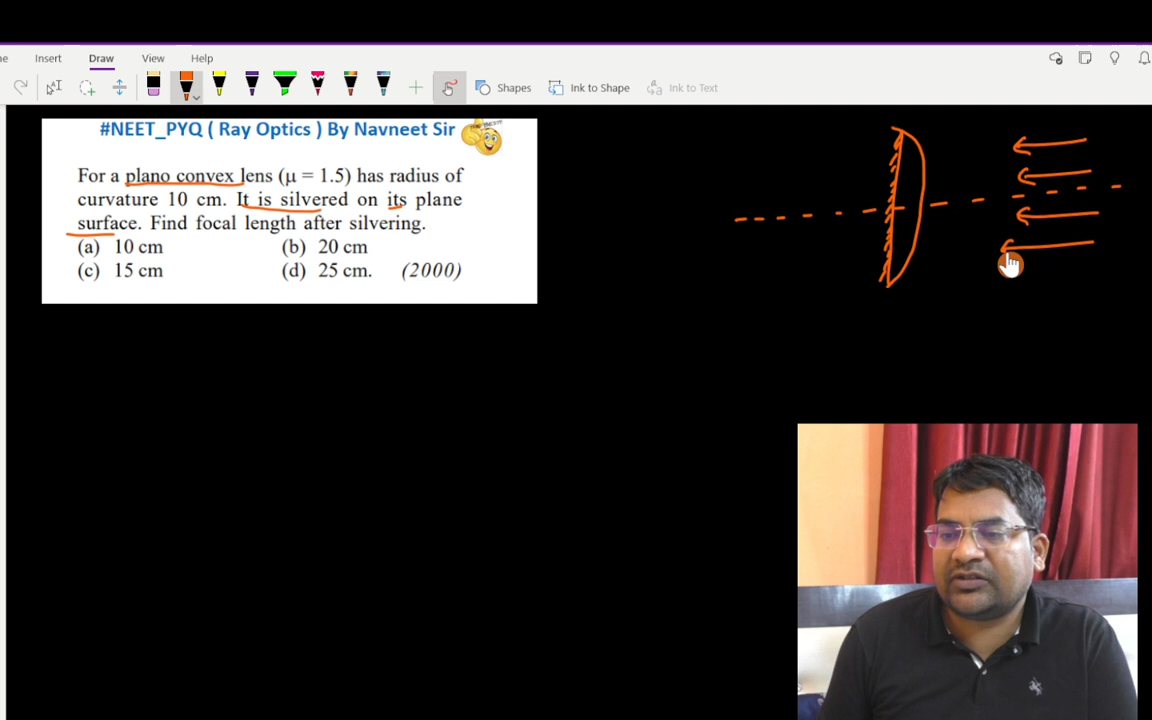 Insert Draw View Help
Shapes Ink to Shape Ink to Text
#NEET_PYQ ( Ray Optics ) By Navneet Sir
For a plano convex lens (μ = 1.5) has radius of
curvature 10 cm. It is silvered on its plane
surface. Find focal length after silvering.
(a) 10 cm (b) 20 cm
(c) 15 cm (d) 25 cm. (2000)